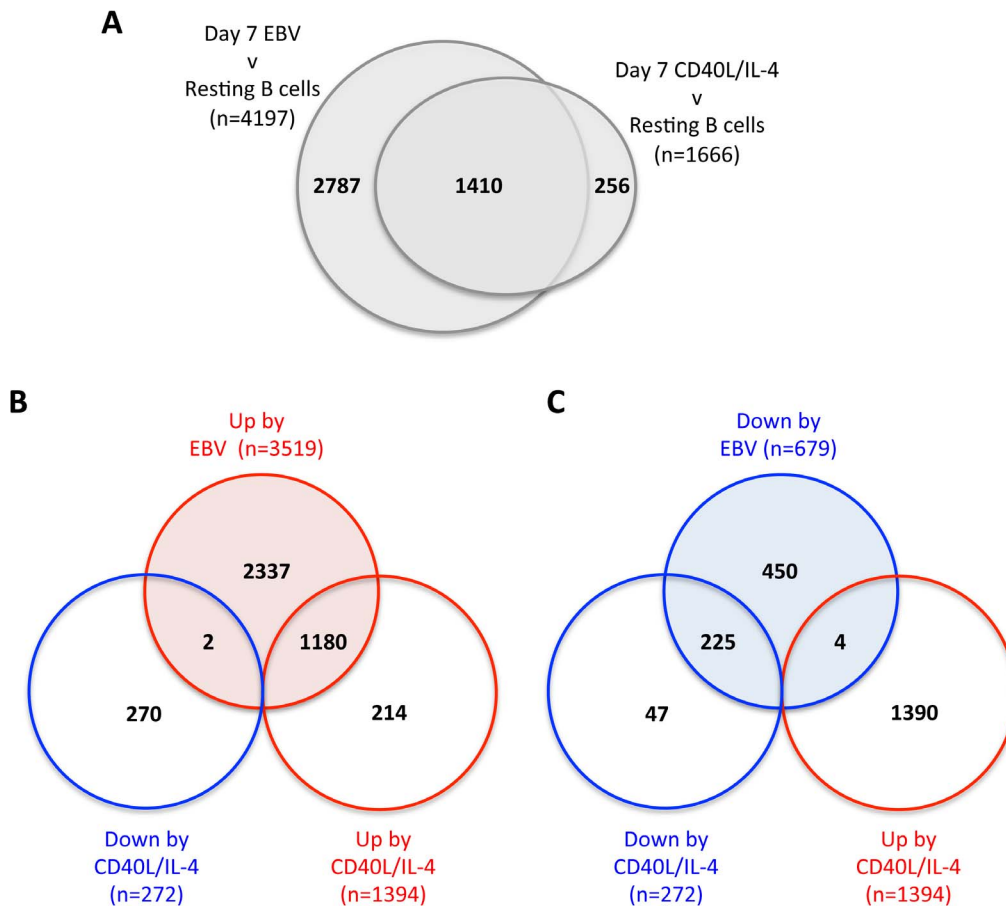 A
Day 7 EBV
v
Resting B cells
(n=4197)
Day 7 CD40L/IL-4
v
Resting B cells
(n=1666)
2787
1410
256
B
Up by
EBV (n=3519)
2337
2
1180
270
214
Down by
CD40L/IL-4
(n=272)
Up by
CD40L/IL-4
(n=1394)
C
Down by
EBV (n=679)
450
225
4
47
1390
Down by
CD40L/IL-4
(n=272)
Up by
CD40L/IL-4
(n=1394)